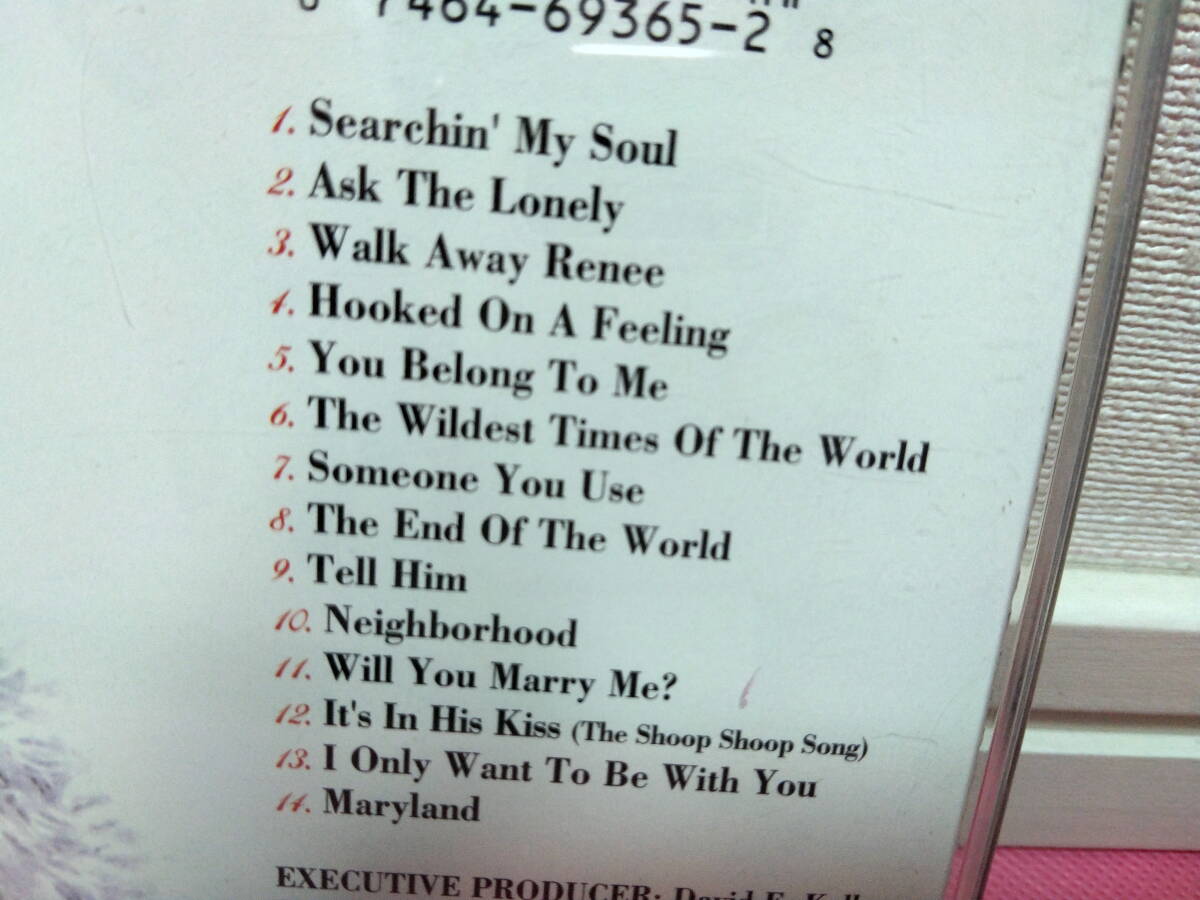 7464-69365-2 8
1. Searchin' My Soul
2. Ask The Lonely
3. Walk Away Renee
4. Hooked On A Feeling
5. You Belong To Me
6. The Wildest Times Of The World
7. Someone You Use
8. The End Of The World
9. Tell Him
10. Neighborhood
11. Will You Marry Me?
12. It's In His Kiss (The Shoop Shoop Song)
13. I Only Want To Be With You
14. Maryland
EXECUTIVE PRODUCER: David E.